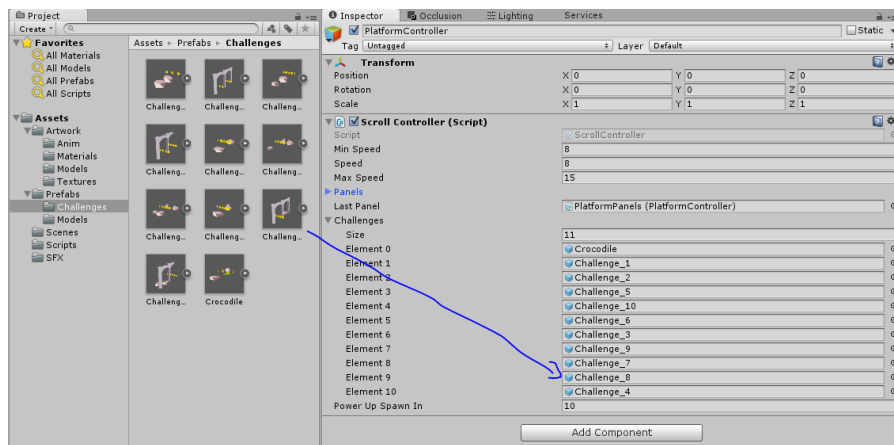 Project
Create
Favorites
All Materials
All Models
All Prefabs
All Scripts
Assets
Artwork
Anim
Materials
Models
Textures
Prefabs
Challenges
Models
Scenes
Scripts
SFX
Assets Prefabs Challenges
Challeng... Challeng... Challeng...
Challeng... Challeng... Challeng...
Challeng... Challeng... Challeng...
Challeng... Crocodile
Inspector Occlusion Lighting Services
PlatformController Static
Tag Untagged Layer Default
Transform
Position X 0 Y 0 Z 0
Rotation X 0 Y 0 Z 0
Scale X 1 Y 1 Z 1
Scroll Controller (Script)
Script ScrollController
Min Speed 8
Speed 8
Max Speed 15
Panels
Last Panel PlatformPanels (PlatformController)
Challenges
Size 11
Element 0 Crocodile
Element 1 Challenge_1
Element 2 Challenge_2
Element 3 Challenge_5
Element 4 Challenge_10
Element 5 Challenge_6
Element 6 Challenge_3
Element 7 Challenge_9
Element 8 Challenge_7
Element 9 Challenge_8
Element 10 Challenge_4
Power Up Spawn In 10
Add Component